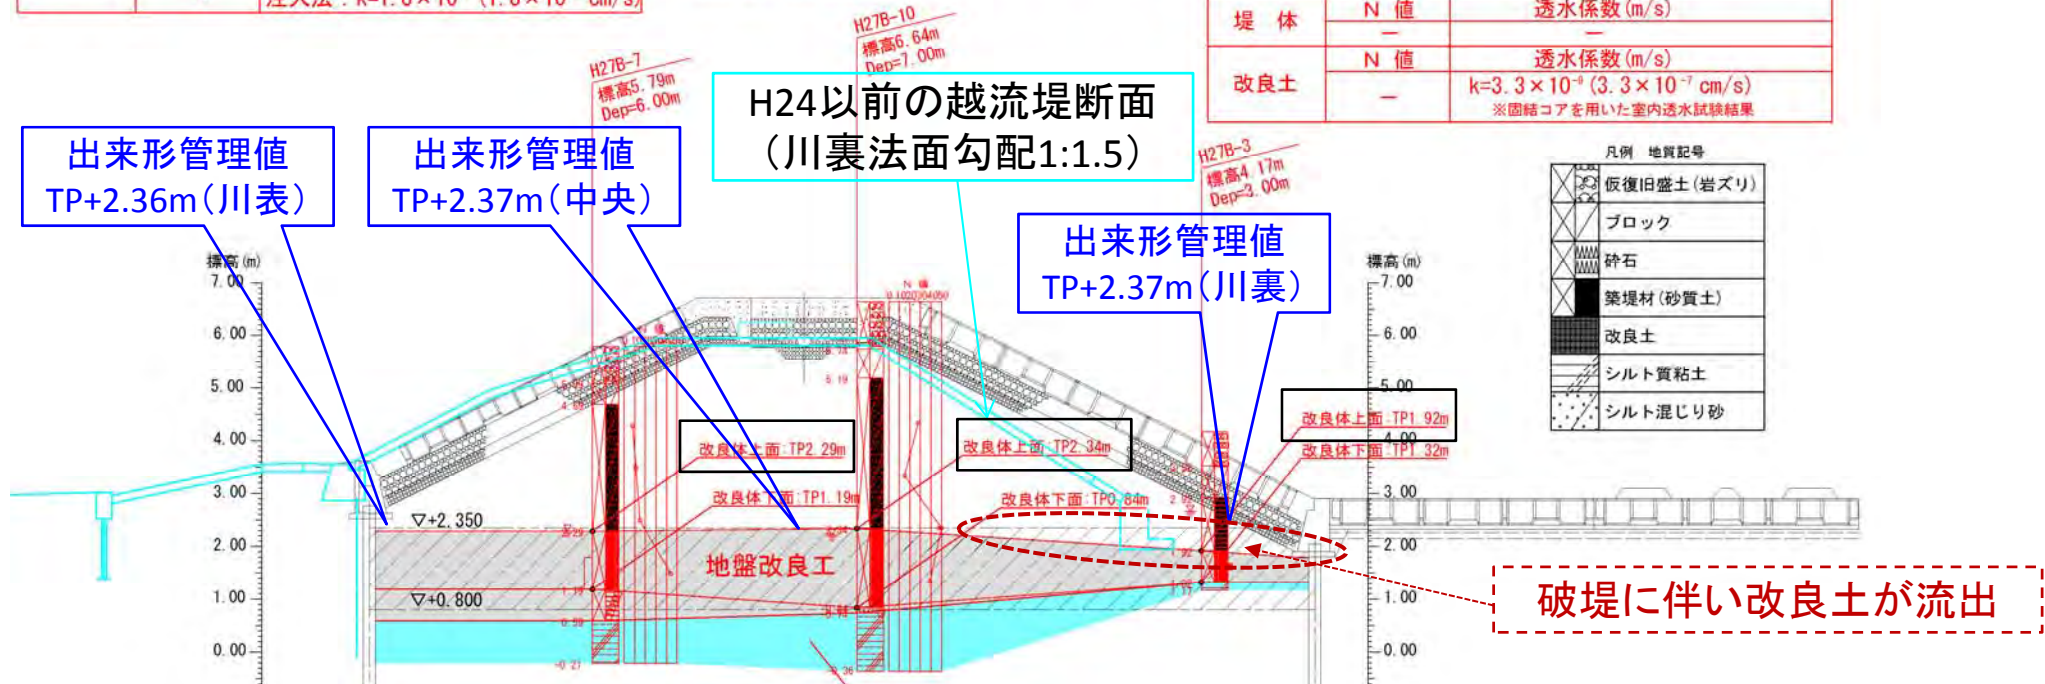 H27B-10
標高6.64m
Dep=7.00m
堤 体
N 値
透水係数(m/s)
－
－
改良土
N 値
透水係数(m/s)
－
k=3.3×10⁻⁹(3.3×10⁻⁷ cm/s)
※固結コアを用いた室内透水試験結果
H27B-7
標高5.79m
Dep=6.00m
H24以前の越流堤断面
（川裏法面勾配1:1.5）
出来形管理値
TP+2.36m（川表）
出来形管理値
TP+2.37m（中央）
H27B-3
標高4.17m
Dep=3.00m
出来形管理値
TP+2.37m（川裏）
凡例 地質記号
仮復旧盛土(岩ズリ)
ブロック
砕石
築堤材(砂質土)
改良土
シルト質粘土
シルト混じり砂
標高(m)
7.00
6.00
5.00
4.00
3.00
2.00
1.00
0.00
標高(m)
7.00
6.00
5.00
4.00
3.00
2.00
1.00
0.00
N 値
5.19
改良体上面:TP2.29m
改良体上面:TP2.34m
改良体上面:TP1.92m
改良体下面:TP1.32m
改良体下面:TP1.19m
改良体下面:TP0.84m
▽+2.350
地盤改良工
▽+0.800
破堤に伴い改良土が流出